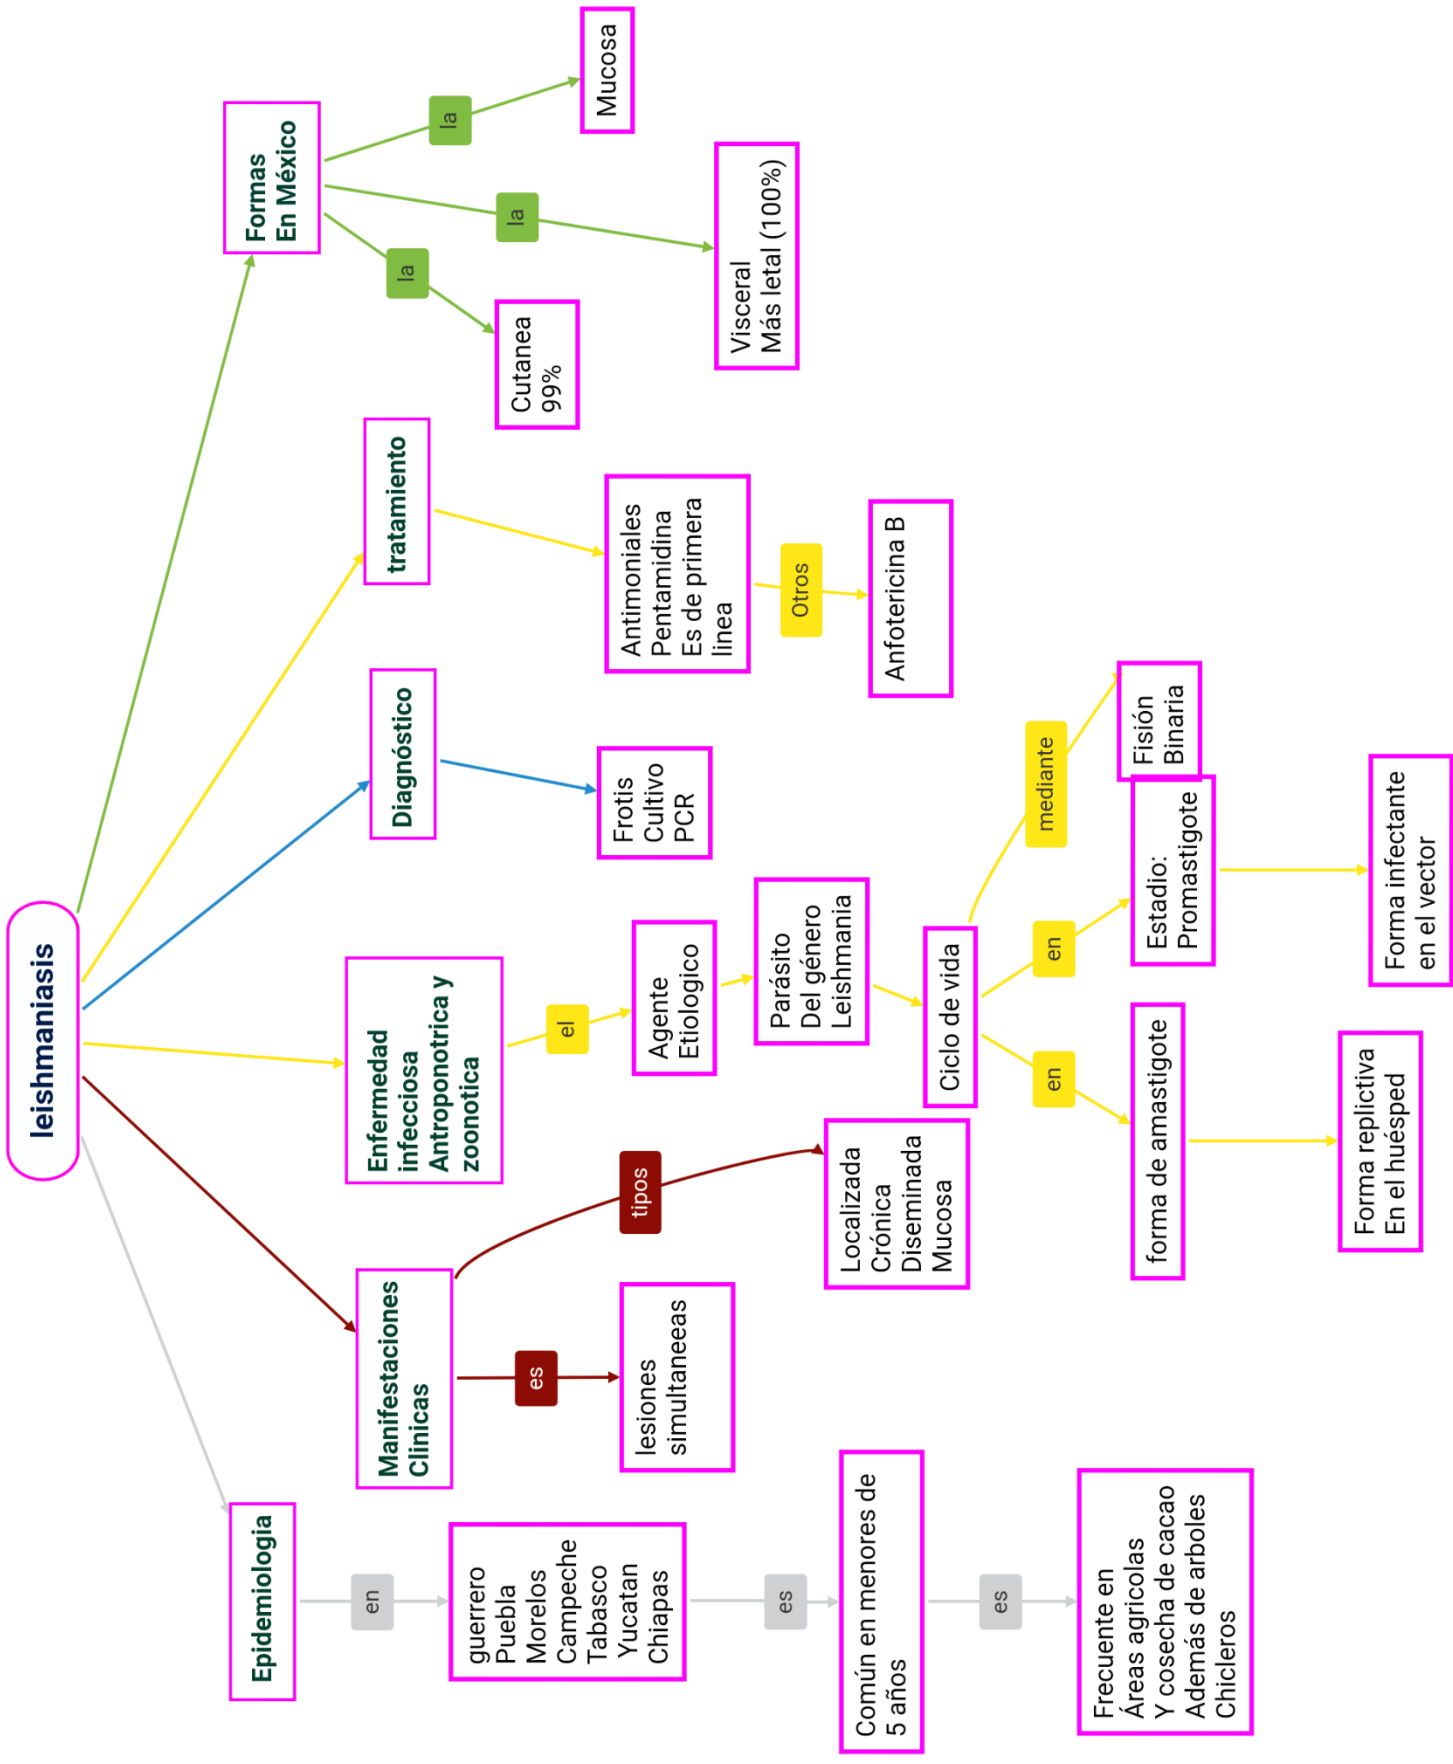 leishmaniasis
Epidemiologia
en
guerrero
Puebla
Morelos
Campeche
Tabasco
Yucatan
Chiapas
es
Común en menores de
5 años
es
Frecuente en
Áreas agricolas
Y cosecha de cacao
Además de arboles
Chicleros
Manifestaciones
Clinicas
es
lesiones
simultaneeas
tipos
Localizada
Crónica
Diseminada
Mucosa
Enfermedad
infecciosa
Antroponotrica y
zoonotica
el
Agente
Etiologico
Parásito
Del género
Leishmania
Ciclo de vida
en
forma de amastigote
Forma replictiva
En el huésped
en
Estadio:
Promastigote
Forma infectante
en el vector
mediante
Fisión
Binaria
Diagnóstico
Frotis
Cultivo
PCR
tratamiento
Antimoniales
Pentamidina
Es de primera
linea
Otros
Anfotericina B
Formas
En México
la
Cutanea
99%
la
Visceral
Más letal (100%)
la
Mucosa